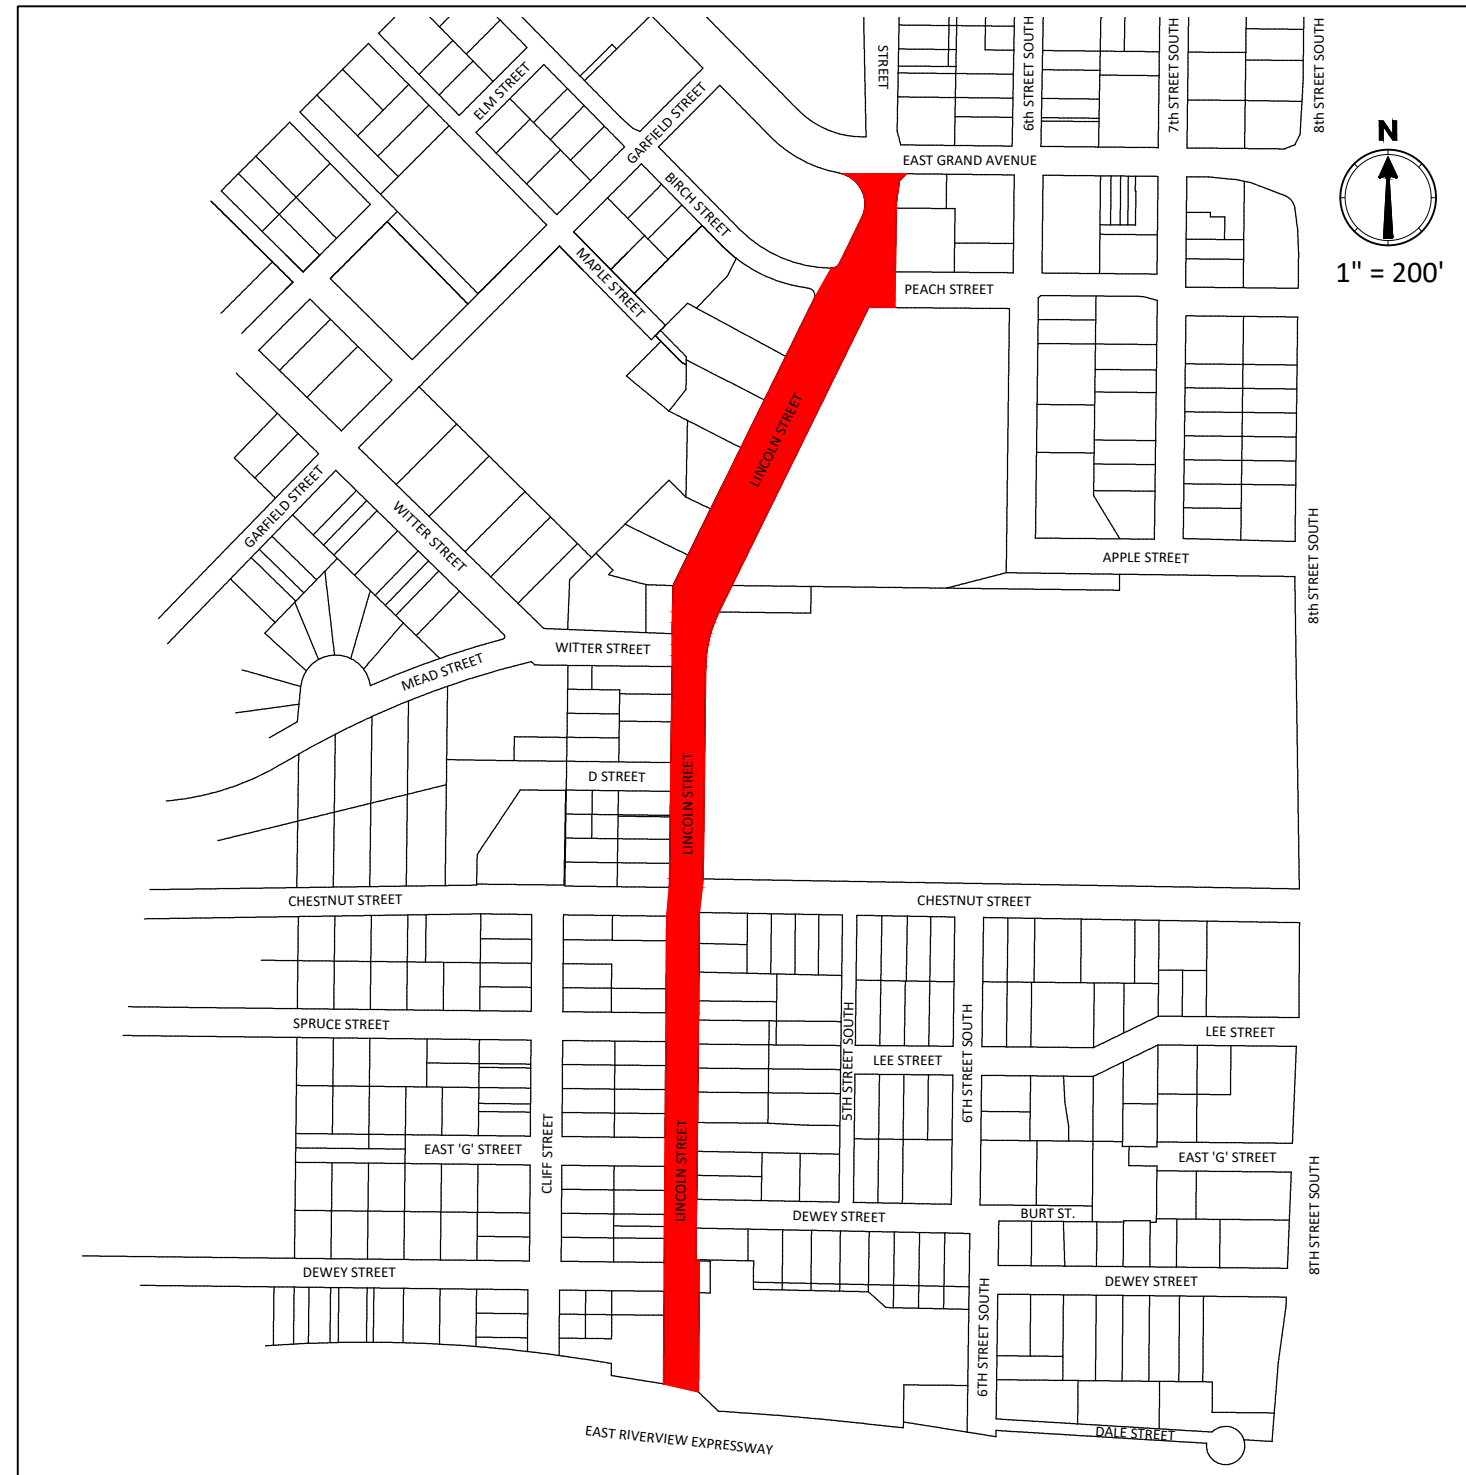 STREET
6th STREET SOUTH
7th STREET SOUTH
8th STREET SOUTH
ELM STREET
GARFIELD STREET
EAST GRAND AVENUE
N
1" = 200'
BIRCH STREET
MAPLE STREET
PEACH STREET
LINCOLN STREET
GARFIELD STREET
WITTER STREET
APPLE STREET
8th STREET SOUTH
WITTER STREET
MEAD STREET
D STREET
LINCOLN STREET
CHESTNUT STREET
CHESTNUT STREET
SPRUCE STREET
5TH STREET SOUTH
6TH STREET SOUTH
LEE STREET
LEE STREET
EAST 'G' STREET
CLIFF STREET
LINCOLN STREET
EAST 'G' STREET
DEWEY STREET
BURT ST.
8TH STREET SOUTH
DEWEY STREET
DEWEY STREET
6TH STREET SOUTH
EAST RIVERVIEW EXPRESSWAY
DALE STREET